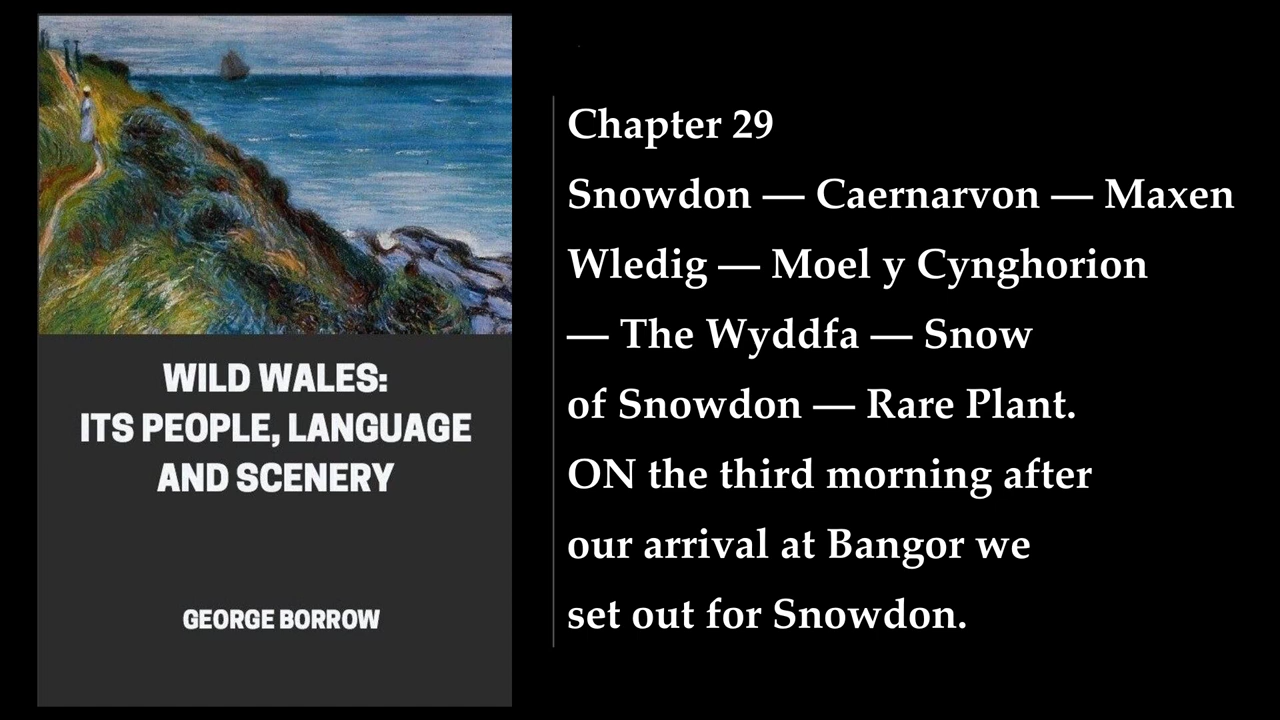 WILD WALES:
ITS PEOPLE, LANGUAGE
AND SCENERY
GEORGE BORROW
Chapter 29
Snowdon — Caernarvon — Maxen
Wledig — Moel y Cynghorion
— The Wyddfa — Snow
of Snowdon — Rare Plant.
ON the third morning after
our arrival at Bangor we
set out for Snowdon.